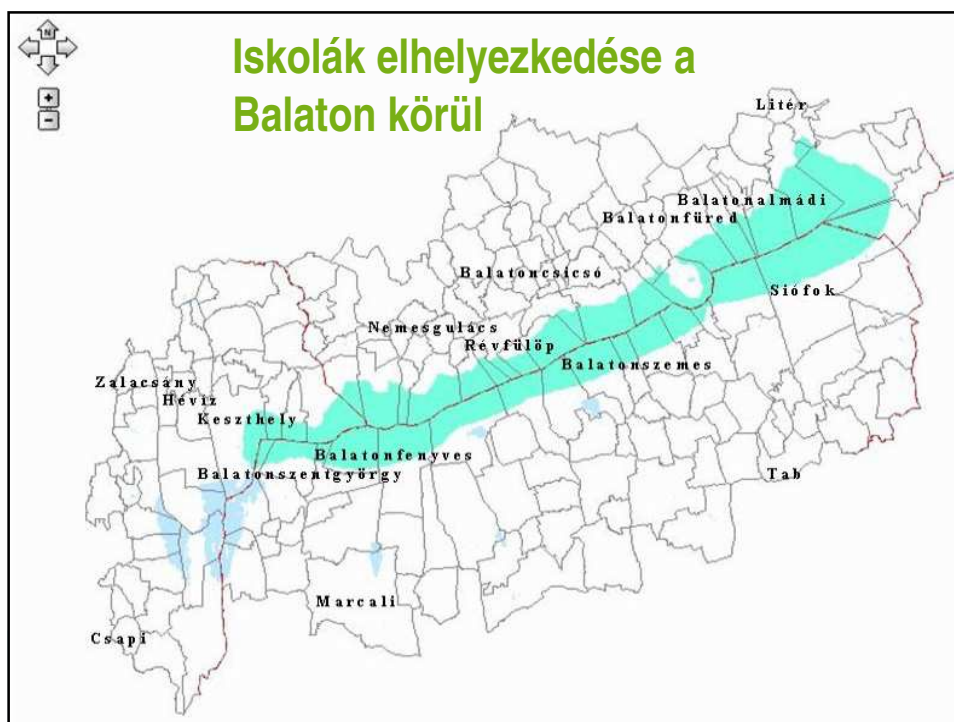 Iskolák elhelyezkedése a
Balaton körül
N
+
-
Litér
Balatonalmádi
Balatonfüred
Balatoncsicsó
Siófok
Nemesgulács
Révfülöp
Balatonszemes
Zalacsány
Hévíz
Keszthely
Balatonfenyves
Balatonszentgyörgy
Tab
Marcali
Csapi